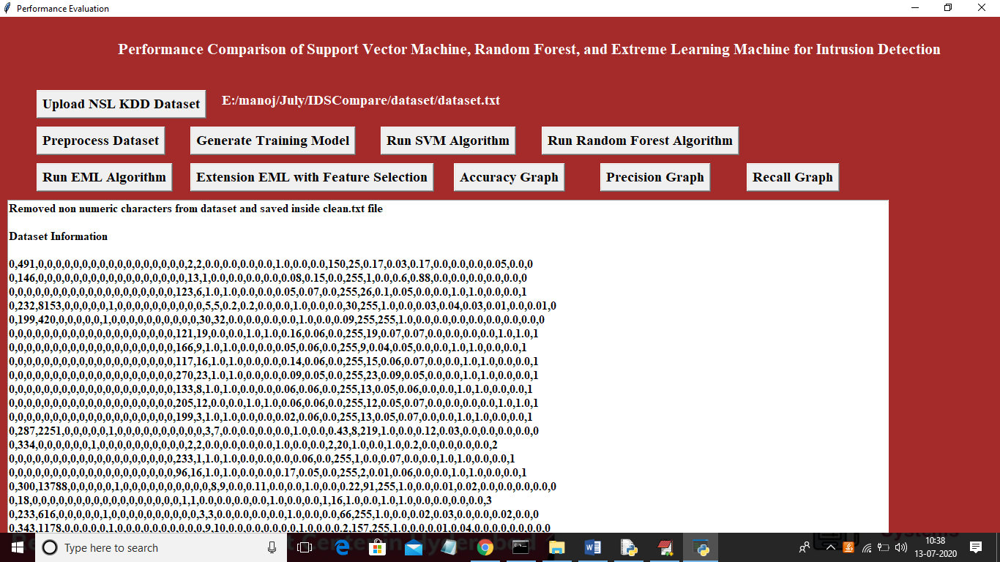 Performance Evaluation
Performance Comparison of Support Vector Machine, Random Forest, and Extreme Learning Machine for Intrusion Detection
Upload NSL KDD Dataset E:/manoj/July/IDSCompare/dataset/dataset.txt
Preprocess Dataset Generate Training Model Run SVM Algorithm Run Random Forest Algorithm
Run EML Algorithm Extension EML with Feature Selection Accuracy Graph Precision Graph Recall Graph
Removed non numeric characters from dataset and saved inside clean.txt file
Dataset Information
0,491,0,0,0,0,0,0,0,0,0,0,0,0,0,0,0,0,0,2,2,0.0,0.0,0.0,0.0,1.0,0.0,0.0,150,25,0.17,0.03,0.17,0.0,0.0,0.0,0.05,0.0,0
0,146,0,0,0,0,0,0,0,0,0,0,0,0,0,0,0,0,0,13,1,0.0,0.0,0.0,0.0,0.08,0.15,0.0,255,1,0.0,0.6,0.88,0.0,0.0,0.0,0.0,0.0,0
0,0,0,0,0,0,0,0,0,0,0,0,0,0,0,0,0,0,0,123,6,1.0,1.0,0.0,0.0,0.05,0.07,0.0,255,26,0.1,0.05,0.0,0.0,1.0,1.0,0.0,0.0,1
0,232,8153,0,0,0,0,0,1,0,0,0,0,0,0,0,0,0,0,5,5,0.2,0.2,0.0,0.0,1.0,0.0,0.0,30,255,1.0,0.0,0.03,0.04,0.03,0.01,0.0,0.01,0
0,199,420,0,0,0,0,0,1,0,0,0,0,0,0,0,0,0,0,30,32,0.0,0.0,0.0,0.0,1.0,0.0,0.09,255,255,1.0,0.0,0.0,0.0,0.0,0.0,0.0,0.0,0
0,0,0,0,0,0,0,0,0,0,0,0,0,0,0,0,0,0,0,121,19,0.0,0.0,1.0,1.0,0.16,0.06,0.0,255,19,0.07,0.07,0.0,0.0,0.0,0.0,1.0,1.0,1
0,0,0,0,0,0,0,0,0,0,0,0,0,0,0,0,0,0,0,166,9,1.0,1.0,0.0,0.0,0.05,0.06,0.0,255,9,0.04,0.05,0.0,0.0,1.0,1.0,0.0,0.0,1
0,0,0,0,0,0,0,0,0,0,0,0,0,0,0,0,0,0,0,117,16,1.0,1.0,0.0,0.0,0.14,0.06,0.0,255,15,0.06,0.07,0.0,0.0,1.0,1.0,0.0,0.0,1
0,0,0,0,0,0,0,0,0,0,0,0,0,0,0,0,0,0,0,270,23,1.0,1.0,0.0,0.0,0.09,0.05,0.0,255,23,0.09,0.05,0.0,0.0,1.0,1.0,0.0,0.0,1
0,0,0,0,0,0,0,0,0,0,0,0,0,0,0,0,0,0,0,133,8,1.0,1.0,0.0,0.0,0.06,0.06,0.0,255,13,0.05,0.06,0.0,0.0,1.0,1.0,0.0,0.0,1
0,0,0,0,0,0,0,0,0,0,0,0,0,0,0,0,0,0,0,205,12,0.0,0.0,1.0,1.0,0.06,0.06,0.0,255,12,0.05,0.07,0.0,0.0,0.0,0.0,1.0,1.0,1
0,0,0,0,0,0,0,0,0,0,0,0,0,0,0,0,0,0,0,199,3,1.0,1.0,0.0,0.0,0.02,0.06,0.0,255,13,0.05,0.07,0.0,0.0,1.0,1.0,0.0,0.0,1
0,287,2251,0,0,0,0,0,1,0,0,0,0,0,0,0,0,0,0,3,7,0.0,0.0,0.0,0.0,1.0,0.0,0.43,8,219,1.0,0.0,0.12,0.03,0.0,0.0,0.0,0.0,0
0,334,0,0,0,0,0,0,1,0,0,0,0,0,0,0,0,0,0,2,2,0.0,0.0,0.0,0.0,1.0,0.0,0.0,2,20,1.0,0.0,1.0,0.2,0.0,0.0,0.0,0.0,2
0,0,0,0,0,0,0,0,0,0,0,0,0,0,0,0,0,0,0,233,1,1.0,1.0,0.0,0.0,0.0,0.06,0.0,255,1,0.0,0.07,0.0,0.0,1.0,1.0,0.0,0.0,1
0,0,0,0,0,0,0,0,0,0,0,0,0,0,0,0,0,0,0,96,16,1.0,1.0,0.0,0.0,0.17,0.05,0.0,255,2,0.01,0.06,0.0,0.0,1.0,1.0,0.0,0.0,1
0,300,13788,0,0,0,0,0,1,0,0,0,0,0,0,0,0,0,0,8,9,0.0,0.11,0.0,0.0,1.0,0.0,0.22,91,255,1.0,0.0,0.01,0.02,0.0,0.0,0.0,0.0,0
0,18,0,0,0,0,0,0,0,0,0,0,0,0,0,0,0,0,0,1,1,0.0,0.0,0.0,0.0,1.0,0.0,0.0,1,16,1.0,0.0,1.0,1.0,0.0,0.0,0.0,0.0,3
0,233,616,0,0,0,0,0,1,0,0,0,0,0,0,0,0,0,0,3,3,0.0,0.0,0.0,0.0,1.0,0.0,0.0,66,255,1.0,0.0,0.02,0.03,0.0,0.0,0.02,0.0,0
0,343,1178,0,0,0,0,0,1,0,0,0,0,0,0,0,0,0,0,9,10,0.0,0.0,0.0,0.0,1.0,0.0,0.2,157,255,1.0,0.0,0.01,0.04,0.0,0.0,0.0,0.0,0
Type here to search
10:38
13-07-2020